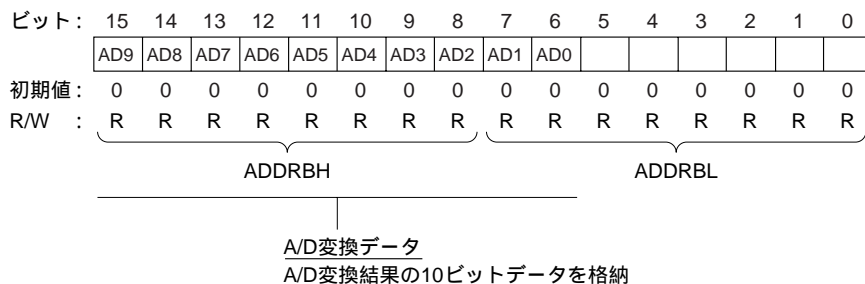 ビット: 15 14 13 12 11 10 9 8 7 6 5 4 3 2 1 0
AD9 AD8 AD7 AD6 AD5 AD4 AD3 AD2 AD1 AD0
初期値: 0 0 0 0 0 0 0 0 0 0 0 0 0 0 0 0
R/W : R R R R R R R R R R R R R R R R
ADDRBH ADDRBL
A/D変換データ
A/D変換結果の10ビットデータを格納